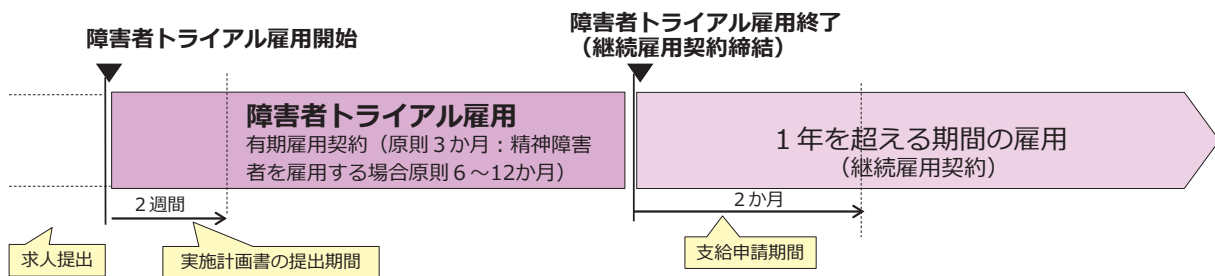 障害者トライアル雇用開始
障害者トライアル雇用終了
（継続雇用契約締結）
障害者トライアル雇用
有期雇用契約（原則３か月：精神障害
者を雇用する場合原則６～12か月）
１年を超える期間の雇用
（継続雇用契約）
２週間
２か月
求人提出
実施計画書の提出期間
支給申請期間